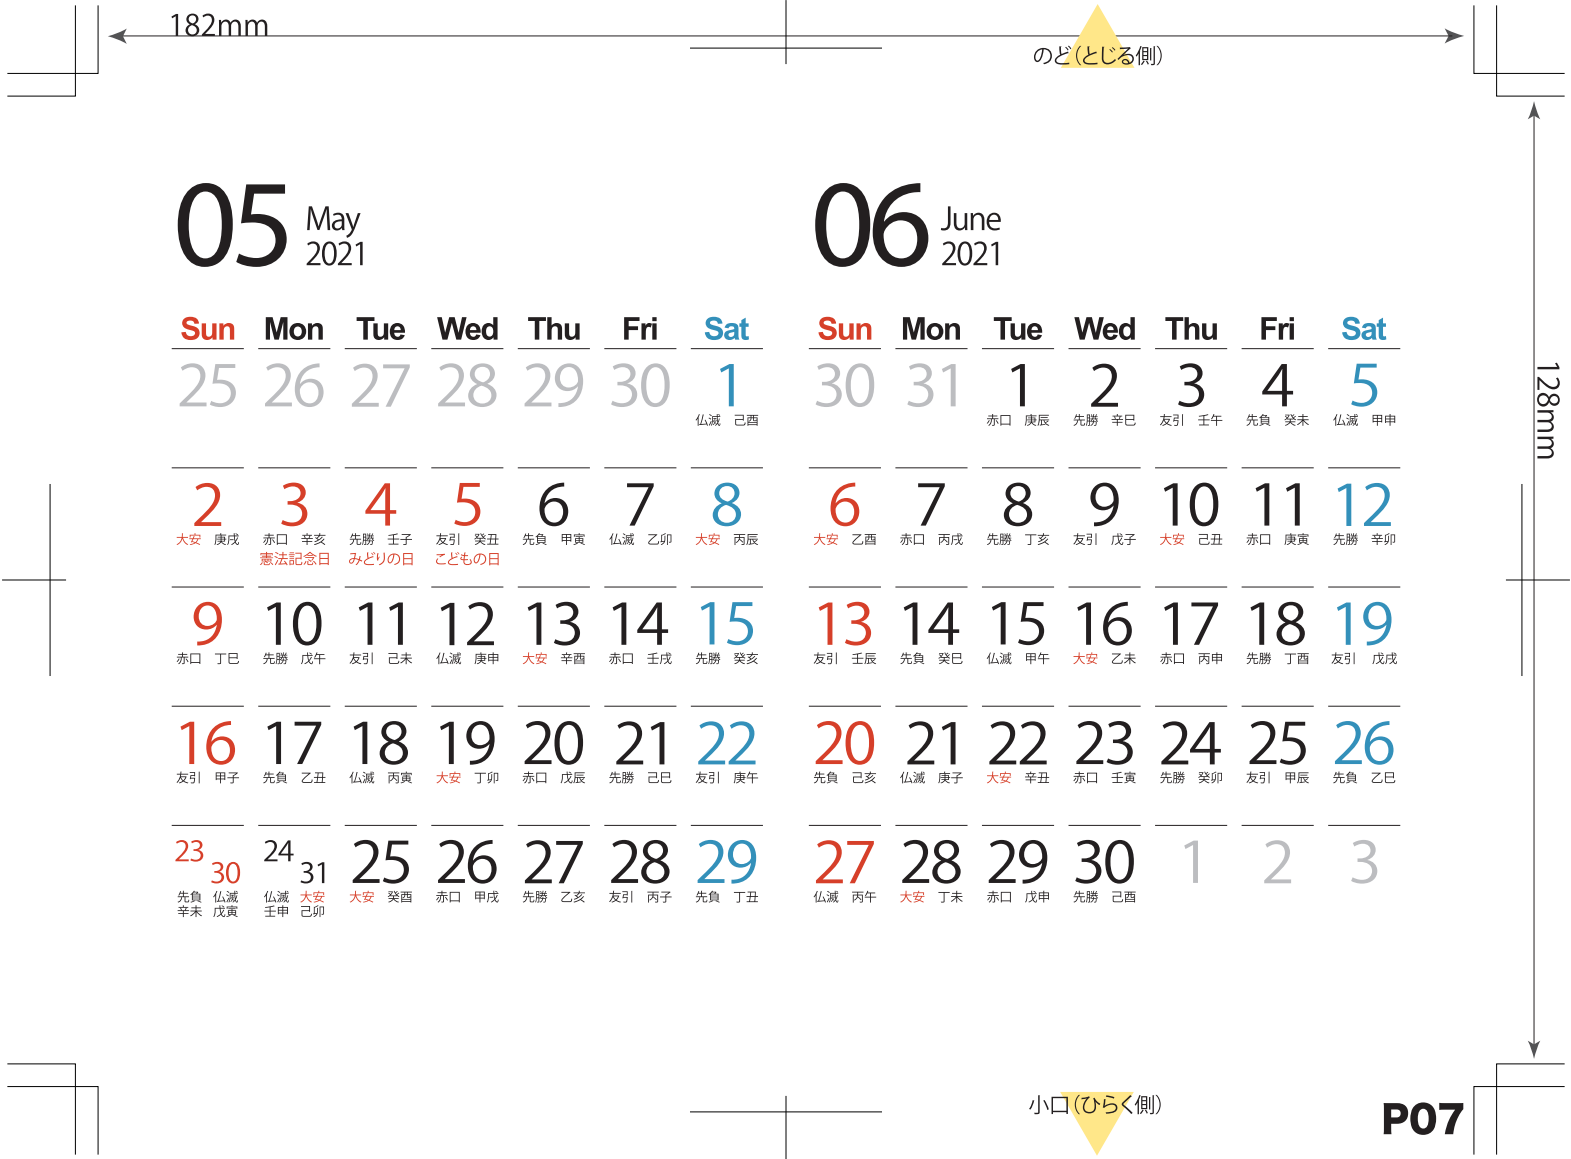 182mm
のど（とじる側）
128mm
05 May 2021
06 June 2021
Sun Mon Tue Wed Thu Fri Sat
25 26 27 28 29 30 1
仏滅 己酉
2 3 4 5 6 7 8
大安 庚戌 赤口 辛亥 先勝 壬子 友引 癸丑 先負 甲寅 仏滅 乙卯 大安 丙辰
憲法記念日 みどりの日 こどもの日
9 10 11 12 13 14 15
赤口 丁巳 先勝 戊午 友引 己未 仏滅 庚申 大安 辛酉 赤口 壬戌 先勝 癸亥
16 17 18 19 20 21 22
友引 甲子 先負 乙丑 仏滅 丙寅 大安 丁卯 赤口 戊辰 先勝 己巳 友引 庚午
23 30 24 31 25 26 27 28 29
先負 仏滅 仏滅 大安 大安 癸酉 赤口 甲戌 先勝 乙亥 友引 丙子 先負 丁丑
辛未 戊寅 壬申 己卯
Sun Mon Tue Wed Thu Fri Sat
30 31 1 2 3 4 5
赤口 庚辰 先勝 辛巳 友引 壬午 先負 癸未 仏滅 甲申
6 7 8 9 10 11 12
大安 乙酉 赤口 丙戌 先勝 丁亥 友引 戊子 大安 己丑 赤口 庚寅 先勝 辛卯
13 14 15 16 17 18 19
友引 壬辰 先負 癸巳 仏滅 甲午 大安 乙未 赤口 丙申 先勝 丁酉 友引 戊戌
20 21 22 23 24 25 26
先負 己亥 仏滅 庚子 大安 辛丑 赤口 壬寅 先勝 癸卯 友引 甲辰 先負 乙巳
27 28 29 30 1 2 3
仏滅 丙午 大安 丁未 赤口 戊申 先勝 己酉
小口（ひらく側）
P07